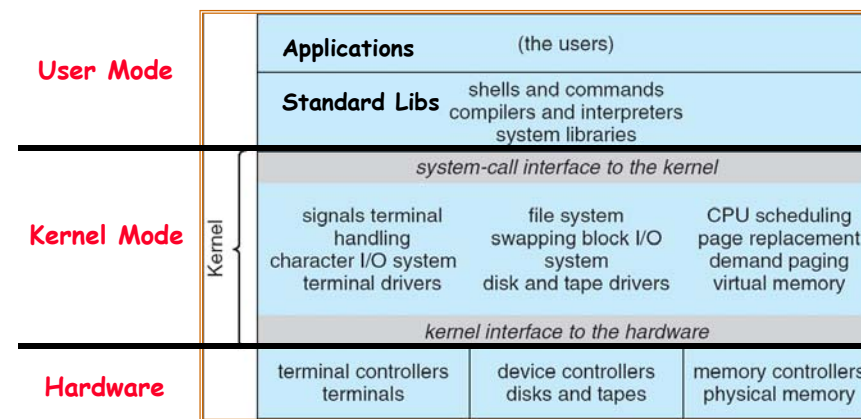 User Mode
Applications
(the users)
Standard Libs
shells and commands
compilers and interpreters
system libraries
Kernel Mode
Kernel
system-call interface to the kernel
signals terminal
handling
character I/O system
terminal drivers
file system
swapping block I/O
system
disk and tape drivers
CPU scheduling
page replacement
demand paging
virtual memory
kernel interface to the hardware
Hardware
terminal controllers
terminals
device controllers
disks and tapes
memory controllers
physical memory